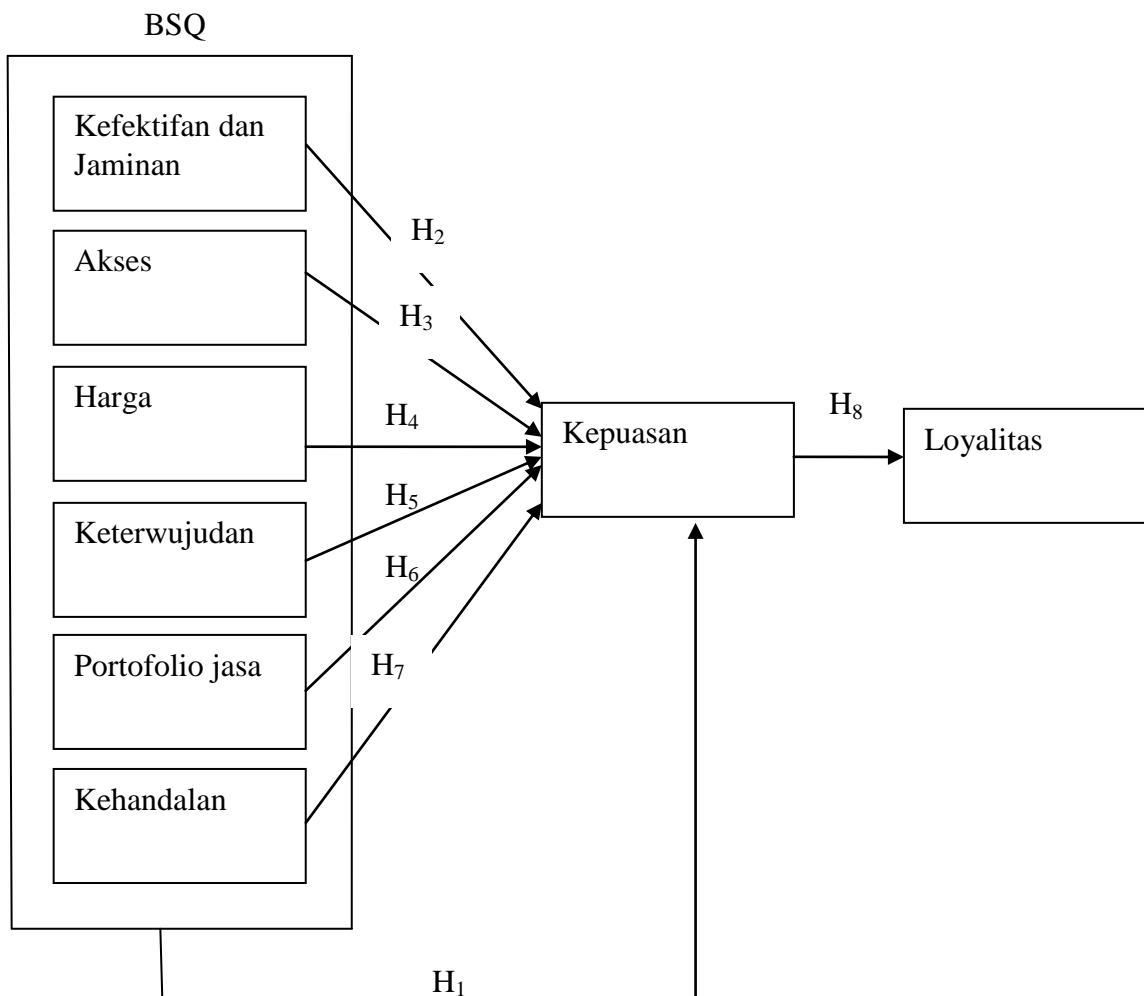 BSQ
Kefektifan dan
Jaminan
H2
Akses
H3
Harga
H4
Kepuasan
H8
Loyalitas
H5
Keterwujudan
H6
Portofolio jasa
H7
Kehandalan
H1